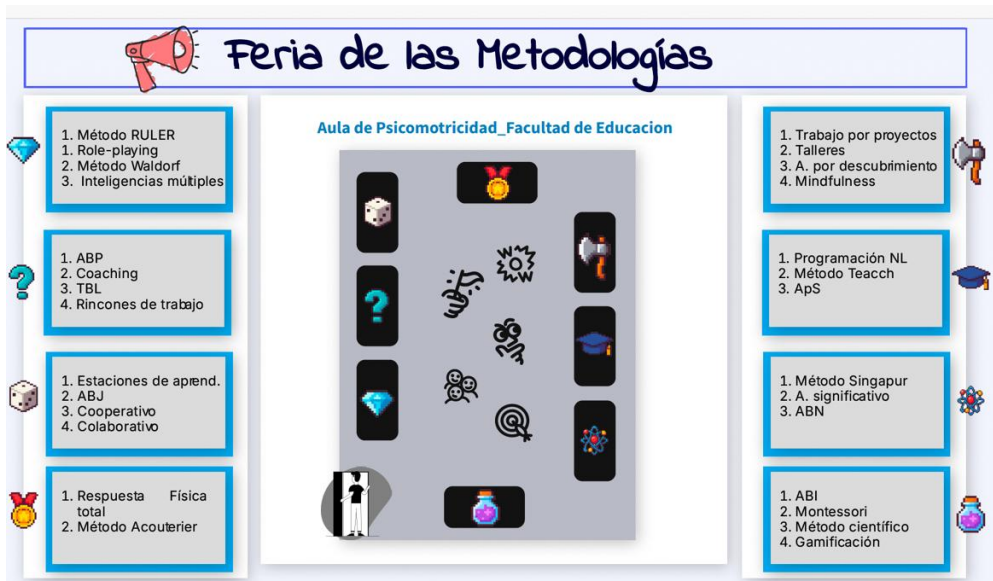 Feria de las Metodologías
1. Método RULER
1. Role-playing
2. Método Waldorf
3. Inteligencias múltiples
1. ABP
2. Coaching
3. TBL
4. Rincones de trabajo
1. Estaciones de aprend.
2. ABJ
3. Cooperativo
4. Colaborativo
1. Respuesta Física
total
2. Método Acouterier
Aula de Psicomotricidad_Facultad de Educacion
1. Trabajo por proyectos
2. Talleres
3. A. por descubrimiento
4. Mindfulness
1. Programación NL
2. Método Teacch
3. ApS
1. Método Singapur
2. A. significativo
3. ABN
1. ABI
2. Montessori
3. Método científico
4. Gamificación